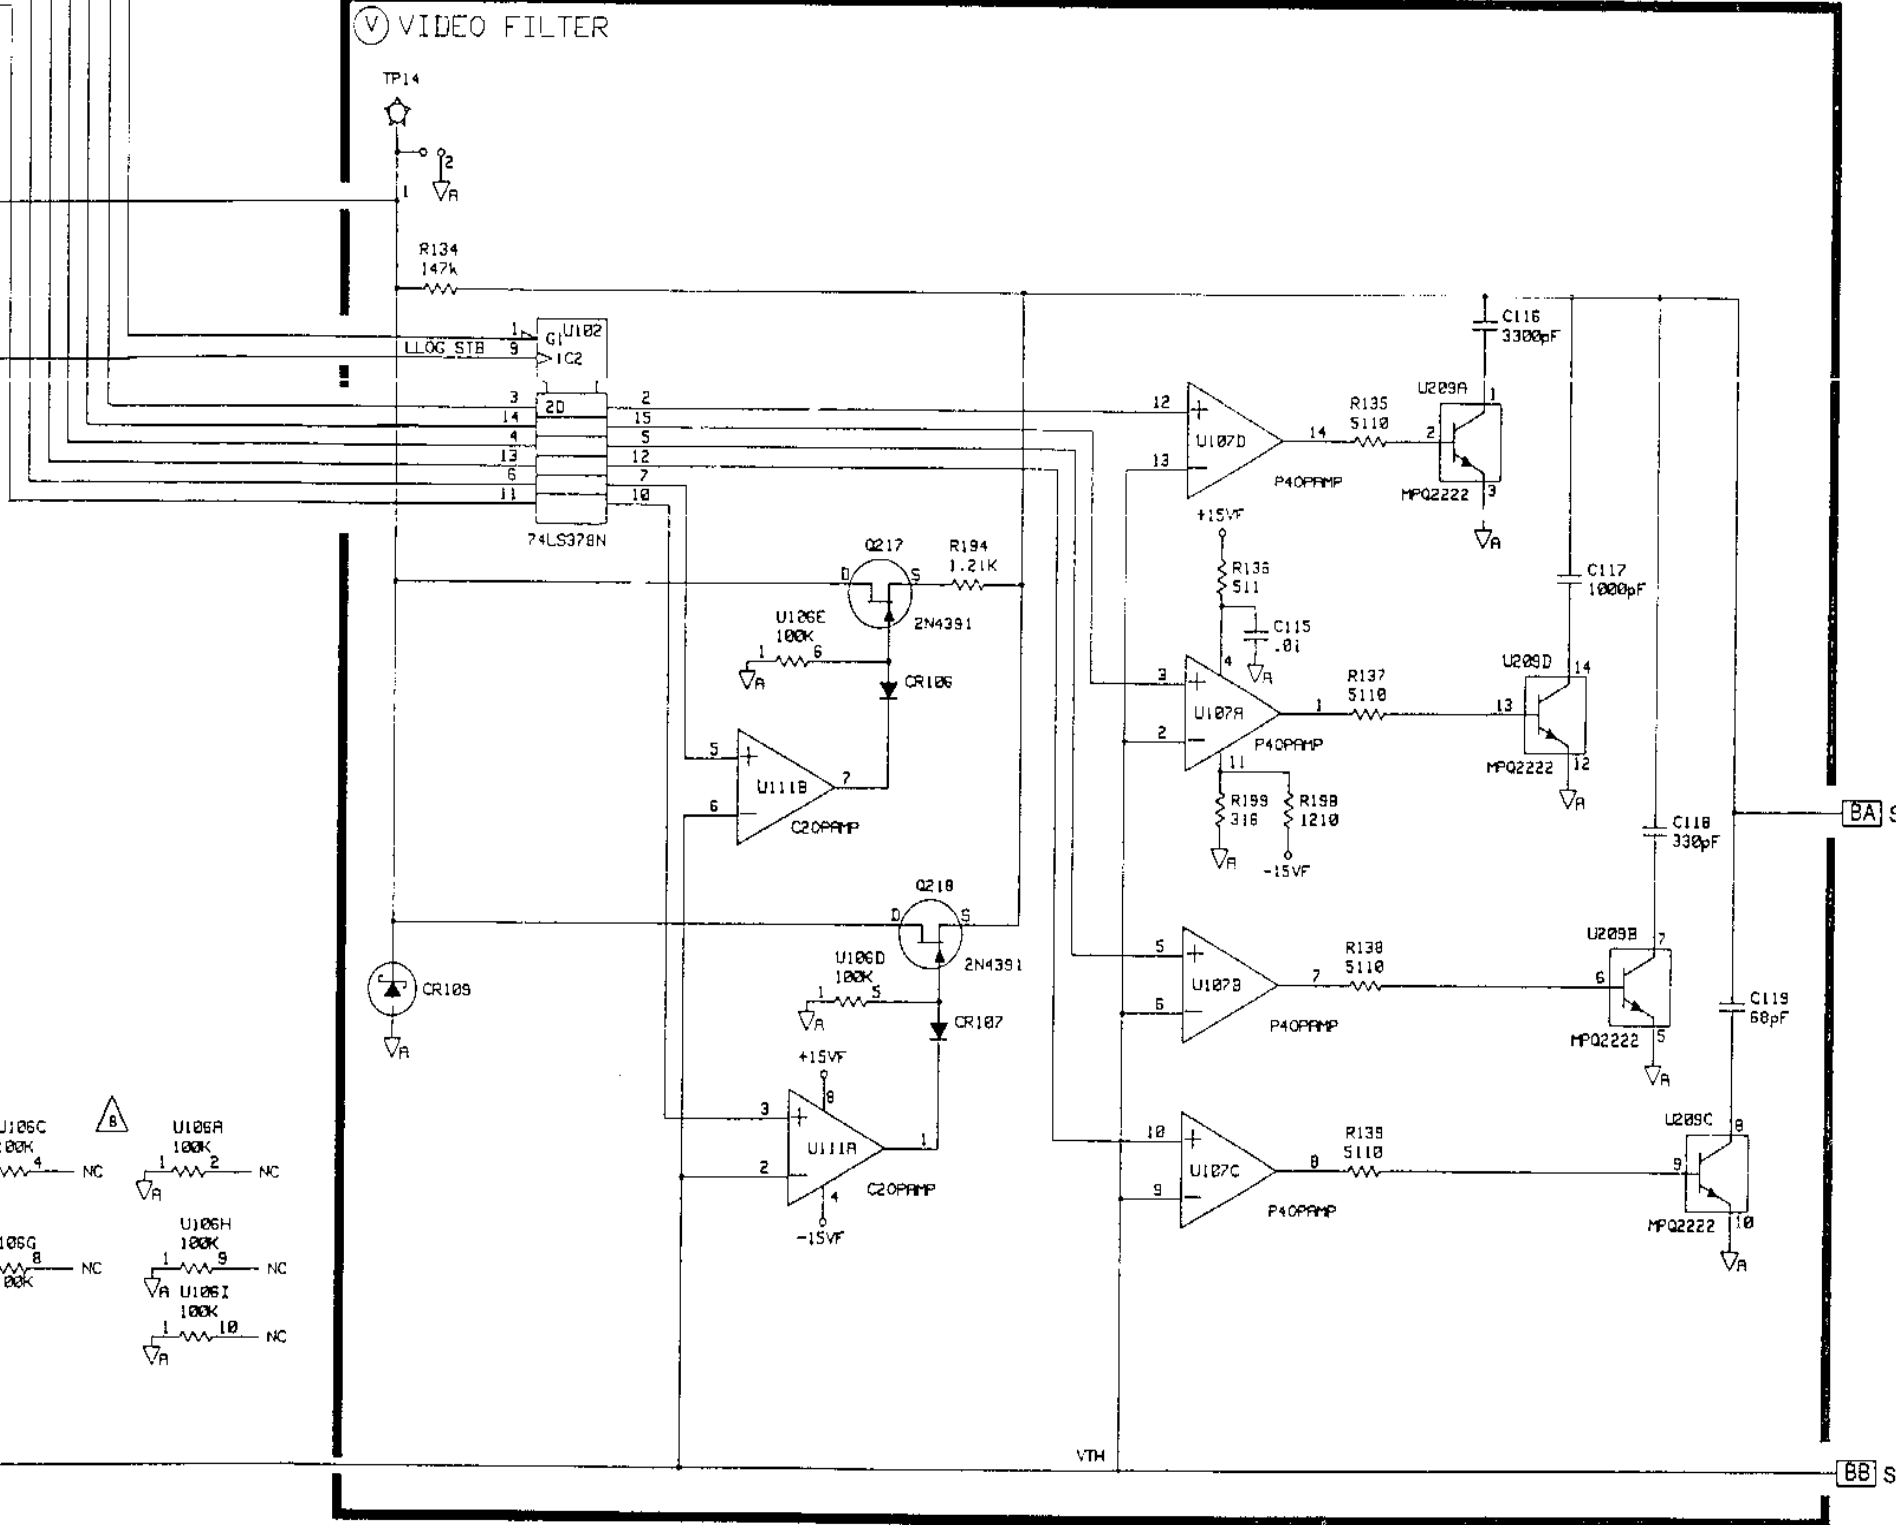 V VIDEO FILTER
TP14
2
A
1
R134
147k
U102
1
G1
LLOG STB
9
1C2
3
2D
2
14
15
4
5
13
12
6
7
11
10
74LS378N
C116
3300pF
U209A
1
12
+
U107D
13
−
14
R135
5110
2
P4OPAMP
MPQ2222
3
A
+15VF
R136
511
C115
.01
A
4
C117
1000pF
Q217
D
S
R194
1.21K
2N4391
U106E
100K
1
6
A
CR106
5
+
U111B
7
6
−
C2OPAMP
3
+
U107A
2
−
1
R137
5110
P4OPAMP
11
U209D
14
13
MPQ2222
12
A
R199
316
A
R198
1210
-15VF
BA S
C118
330pF
Q218
D
S
2N4391
U106D
100K
1
5
A
CR107
CR109
A
+15VF
8
3
+
U111A
1
2
−
4
C2OPAMP
-15VF
5
+
U107B
6
−
7
R138
5110
P4OPAMP
U209B
7
6
MPQ2222
5
A
C119
68pF
10
+
U107C
9
−
8
R139
5110
P4OPAMP
U209C
8
9
MPQ2222
10
A
U106C
100K
4
NC
B
U106A
100K
1
2
NC
A
106G
8
NC
00K
U106H
100K
1
9
NC
A
U106I
100K
1
10
NC
A
VTH
BB S